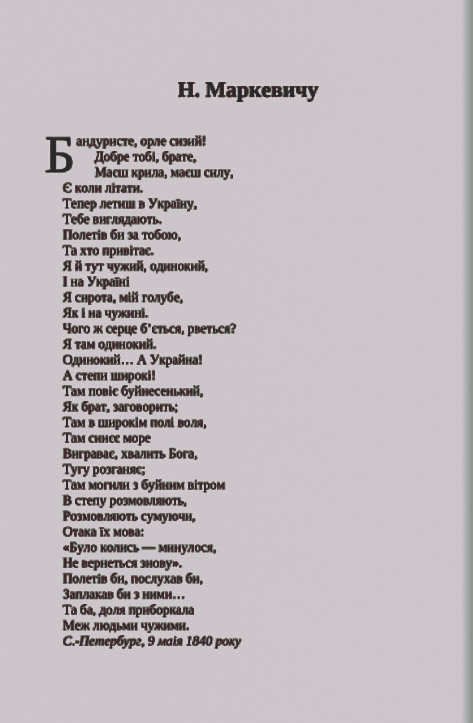 Н. Маркевичу
Бандуристе, орле сизий!
Добре тобі, брате,
Маєш крила, маєш силу,
Є коли літати.
Тепер летиш в Україну,
Тебе виглядають.
Полетів би за тобою,
Та хто привітає.
Я й тут чужий, одинокий,
І на Україні
Я сирота, мій голубе,
Як і на чужині.
Чого ж серце б’ється, рветься?
Я там одинокий.
Одинокий… А Украйна!
А степи широкі!
Там повіє буйнесенький,
Як брат, заговорить;
Там в широкім полі воля,
Там синєє море
Виграває, хвалить Бога,
Тугу розганяє;
Там могили з буйним вітром
В степу розмовляють,
Розмовляють сумуючи,
Отака їх мова:
«Було колись — минулося,
Не вернеться знову».
Полетів би, послухав би,
Заплакав би з ними…
Та ба, доля приборкала
Меж людьми чужими.
С.-Петербург, 9 маія 1840 року